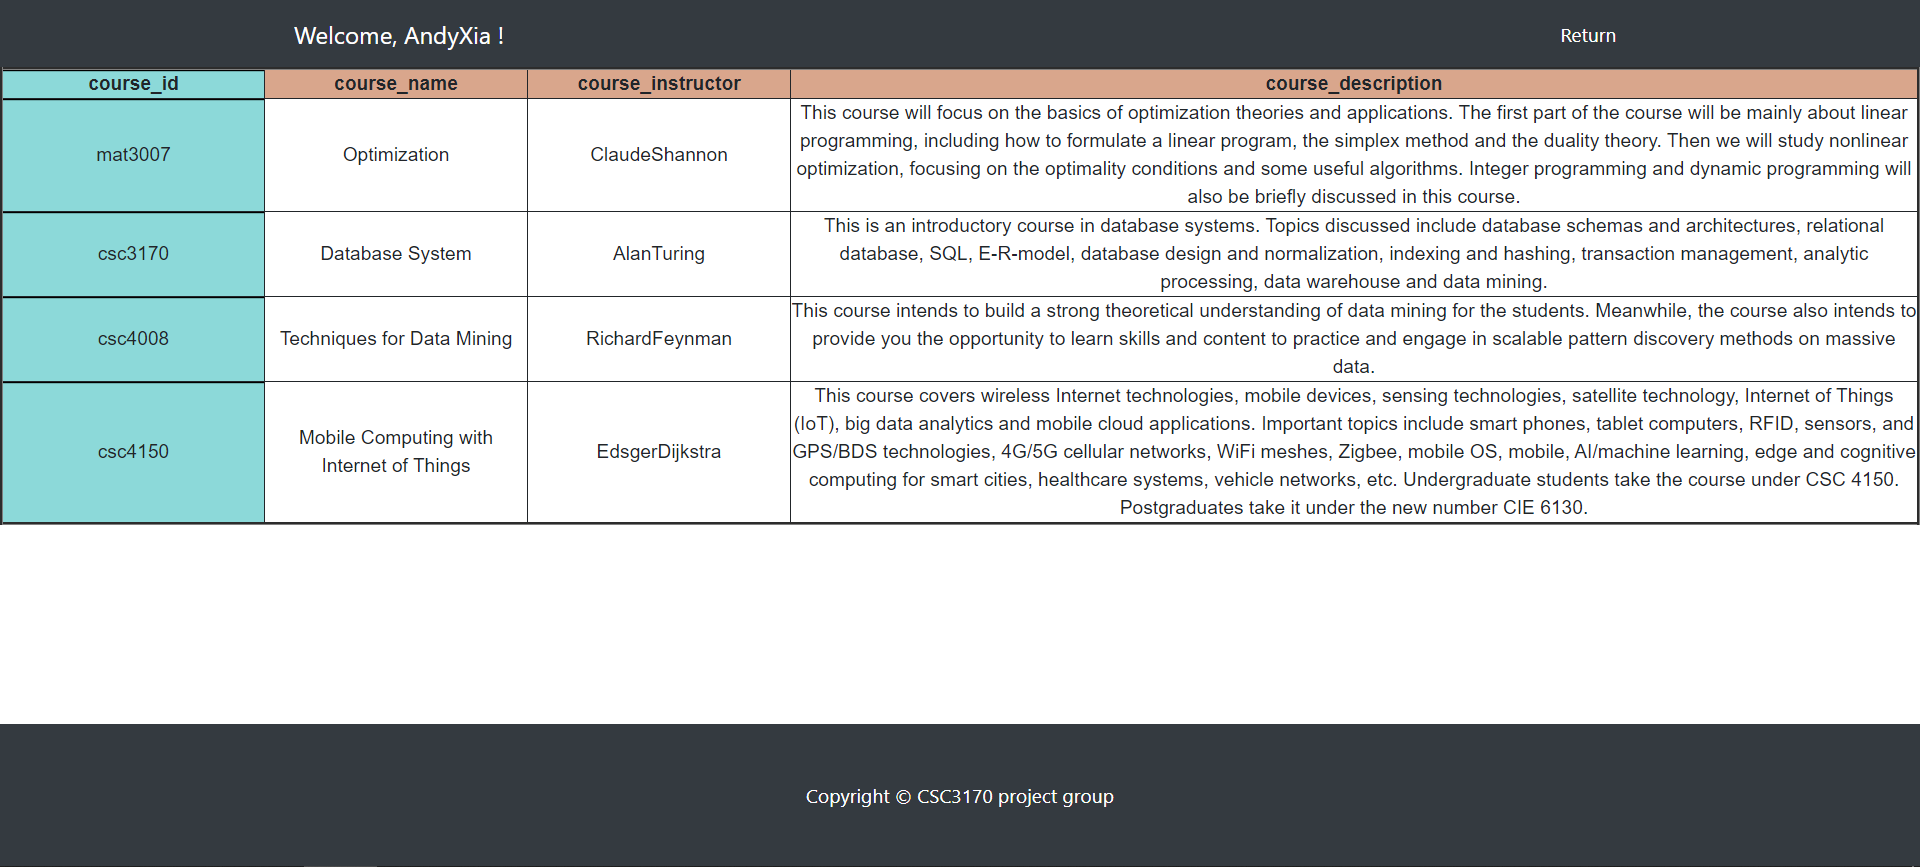 Welcome, AndyXia !
Return
course_id
course_name
course_instructor
course_description
mat3007
Optimization
ClaudeShannon
This course will focus on the basics of optimization theories and applications. The first part of the course will be mainly about linear
programming, including how to formulate a linear program, the simplex method and the duality theory. Then we will study nonlinear
optimization, focusing on the optimality conditions and some useful algorithms. Integer programming and dynamic programming will
also be briefly discussed in this course.
csc3170
Database System
AlanTuring
This is an introductory course in database systems. Topics discussed include database schemas and architectures, relational
database, SQL, E-R-model, database design and normalization, indexing and hashing, transaction management, analytic
processing, data warehouse and data mining.
csc4008
Techniques for Data Mining
RichardFeynman
This course intends to build a strong theoretical understanding of data mining for the students. Meanwhile, the course also intends to
provide you the opportunity to learn skills and content to practice and engage in scalable pattern discovery methods on massive
data.
csc4150
Mobile Computing with
Internet of Things
EdsgerDijkstra
This course covers wireless Internet technologies, mobile devices, sensing technologies, satellite technology, Internet of Things
(IoT), big data analytics and mobile cloud applications. Important topics include smart phones, tablet computers, RFID, sensors, and
GPS/BDS technologies, 4G/5G cellular networks, WiFi meshes, Zigbee, mobile OS, mobile, AI/machine learning, edge and cognitive
computing for smart cities, healthcare systems, vehicle networks, etc. Undergraduate students take the course under CSC 4150.
Postgraduates take it under the new number CIE 6130.
Copyright © CSC3170 project group